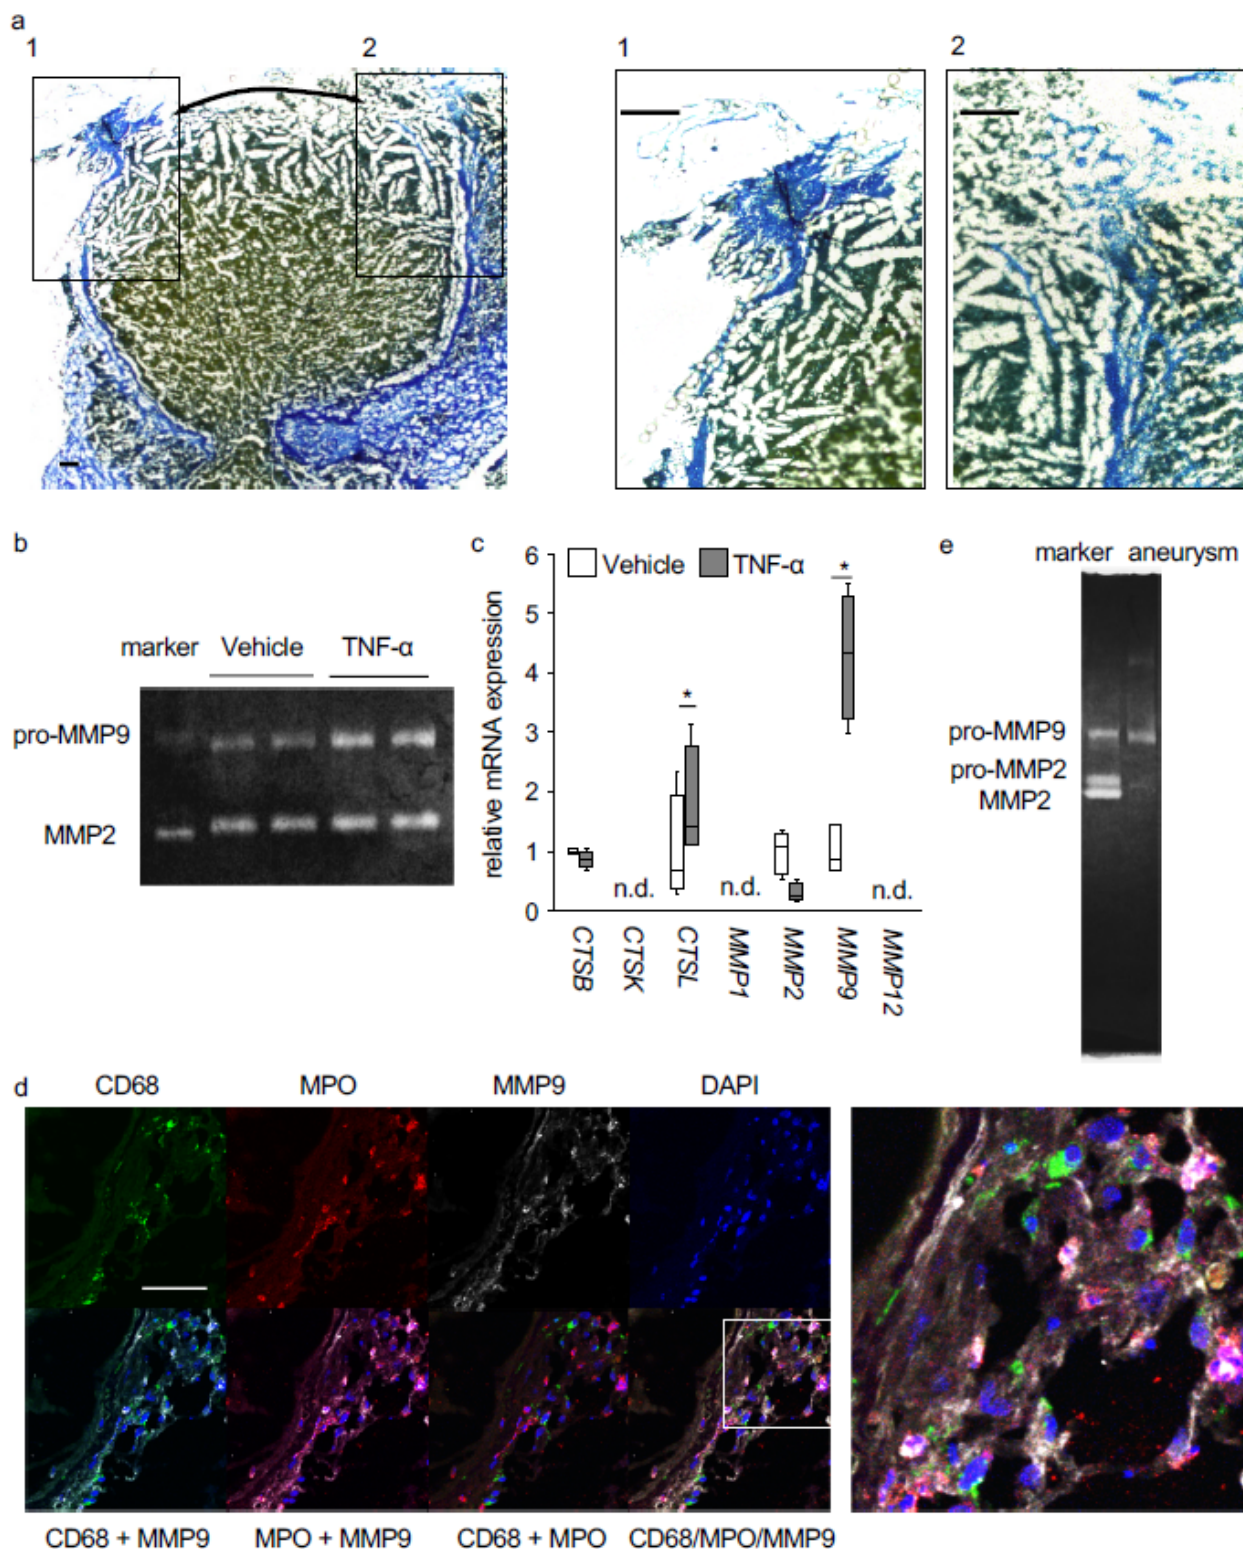 a
1
2
1
2
b
marker Vehicle TNF-α
pro-MMP9
MMP2
c
6
5
4
3
2
1
0
relative mRNA expression
Vehicle TNF-α
*
*
n.d.
n.d.
n.d.
CTSB
CTSK
CTSL
MMP1
MMP2
MMP9
MMP12
e
marker aneurysm
pro-MMP9
pro-MMP2
MMP2
d
CD68 MPO MMP9 DAPI
CD68 + MMP9 MPO + MMP9 CD68 + MPO CD68/MPO/MMP9